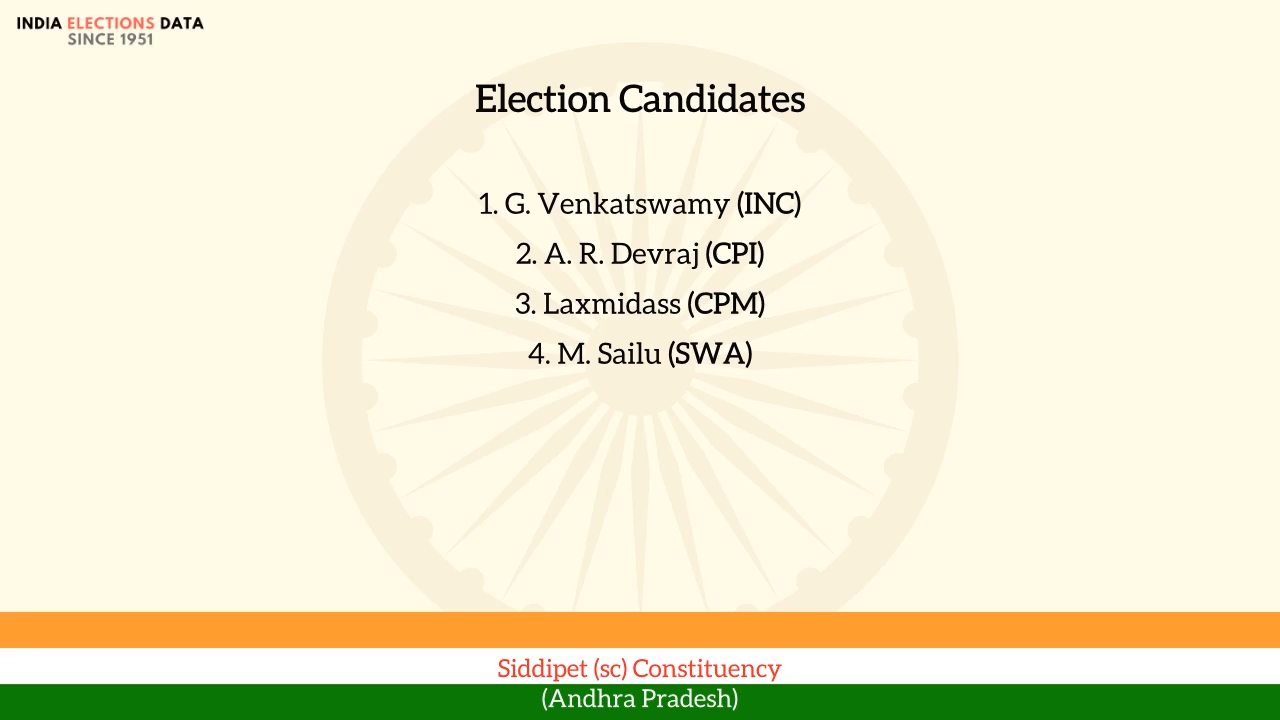 INDIA ELECTIONS DATA
SINCE 1951
Election Candidates
1. G. Venkatswamy (INC)
2. A. R. Devraj (CPI)
3. Laxmidass (CPM)
4. M. Sailu (SWA)
Siddipet (sc) Constituency
(Andhra Pradesh)